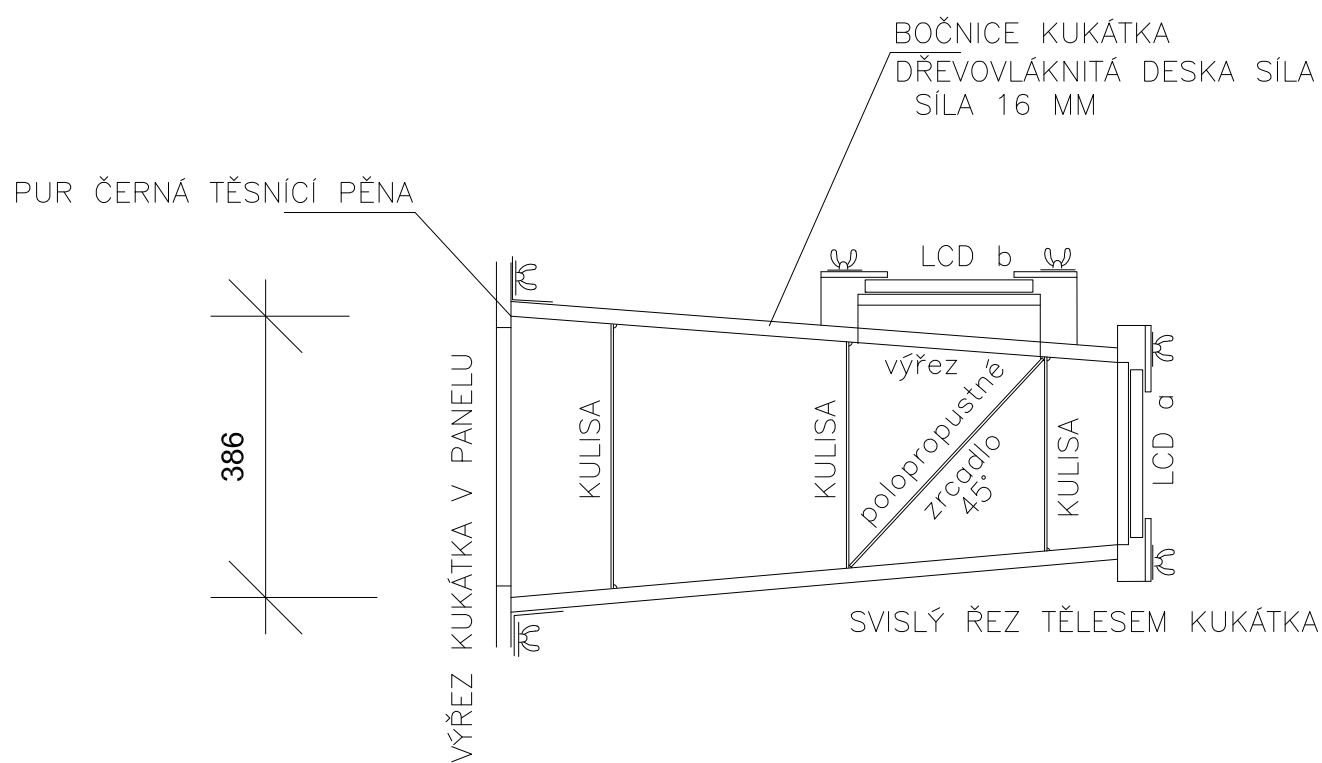 BOČNICE KUKÁTKA
DŘEVOVLÁKNITÁ DESKA SÍLA
SÍLA 16 MM
PUR ČERNÁ TĚSNÍCÍ PĚNA
LCD b
výřez
polopropustné
zrcadlo
45°
KULISA
KULISA
KULISA
LCD a
386
VÝŘEZ KUKÁTKA V PANELU
SVISLÝ ŘEZ TĚLESEM KUKÁTKA